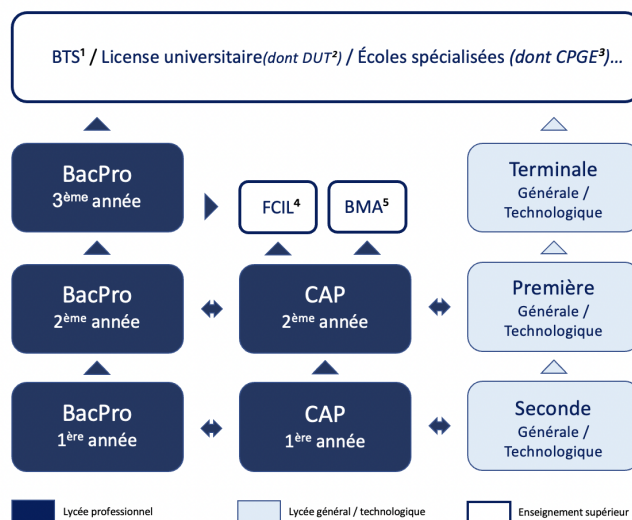 BTS¹ / License universitaire(dont DUT²) / Écoles spécialisées (dont CPGE³)…
BacPro
3ème année
FCIL⁴
BMA⁵
Terminale
Générale /
Technologique
BacPro
2ème année
CAP
2ème année
Première
Générale /
Technologique
BacPro
1ère année
CAP
1ère année
Seconde
Générale /
Technologique
Lycée professionnel
Lycée général / technologique
Enseignement supérieur